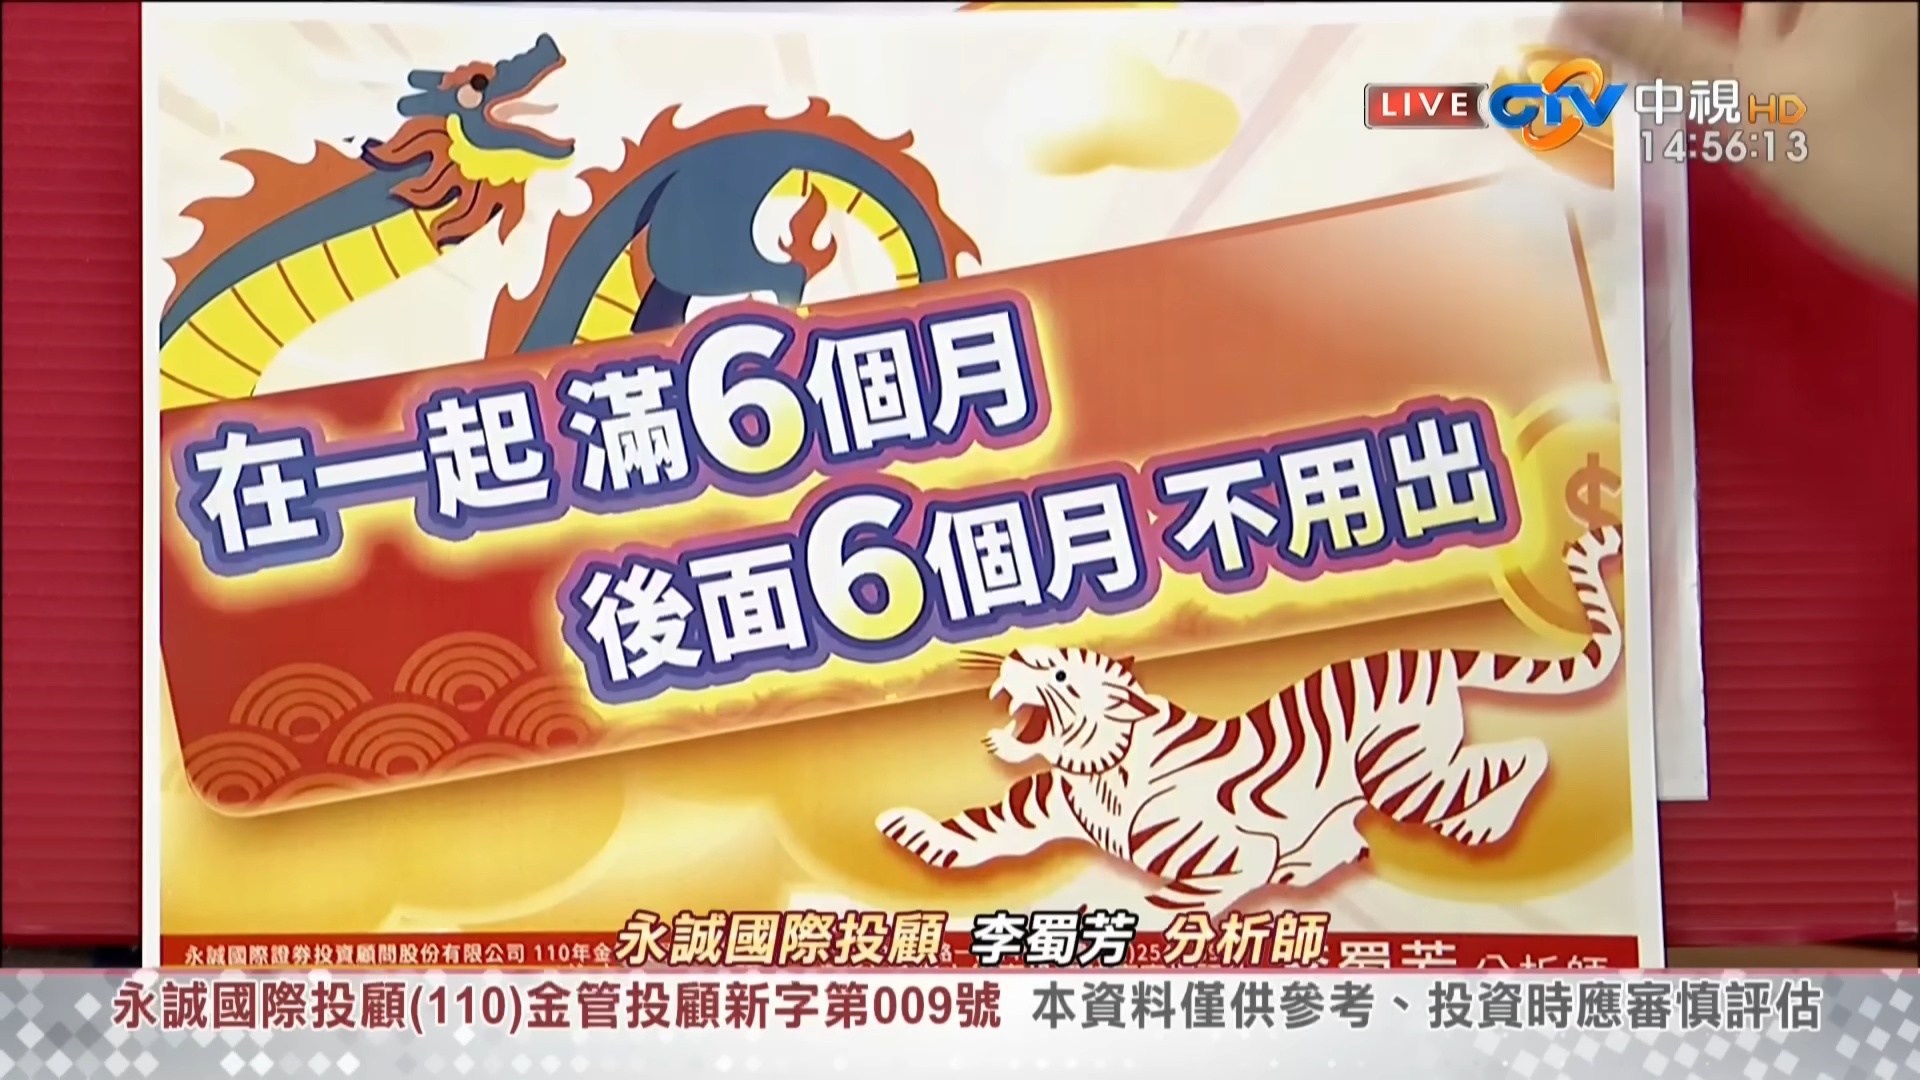 LIVE CTV 中視 HD
14:56:13
在一起 滿6個月
後面6個月 不用出
永誠國際投顧 李蜀芳 分析師
永誠國際證券投資顧問股份有限公司 110年金
永誠國際投顧(110)金管投顧新字第009號 本資料僅供參考、投資時應審慎評估